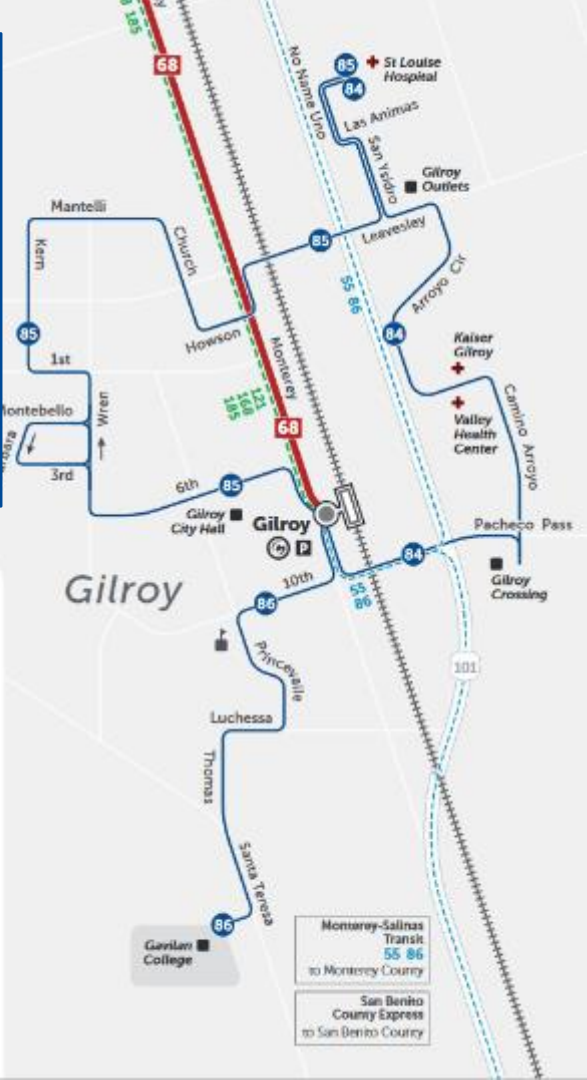 185
68
No Name Uno
85
84
St Louise
Hospital
Las Animas
San Ysidro
Gilroy
Outlets
Mantelli
Kern
Church
85
Leavesley
55 86
Arroyo Cir
84
85
Howson
Monterey
Kaiser
Gilroy
1st
121
168
185
68
Valley
Health
Center
Camino Arroyo
Montebello
Wren
3rd
6th
85
Gilroy
City Hall
Gilroy
P
Pacheco Pass
84
Gilroy
Crossing
10th
55
86
Gilroy
86
Princevalle
101
Luchessa
Thomas
Santa Teresa
86
Gavilan
College
Monterey-Salinas
Transit
55 86
to Monterey County
San Benito
County Express
to San Benito County